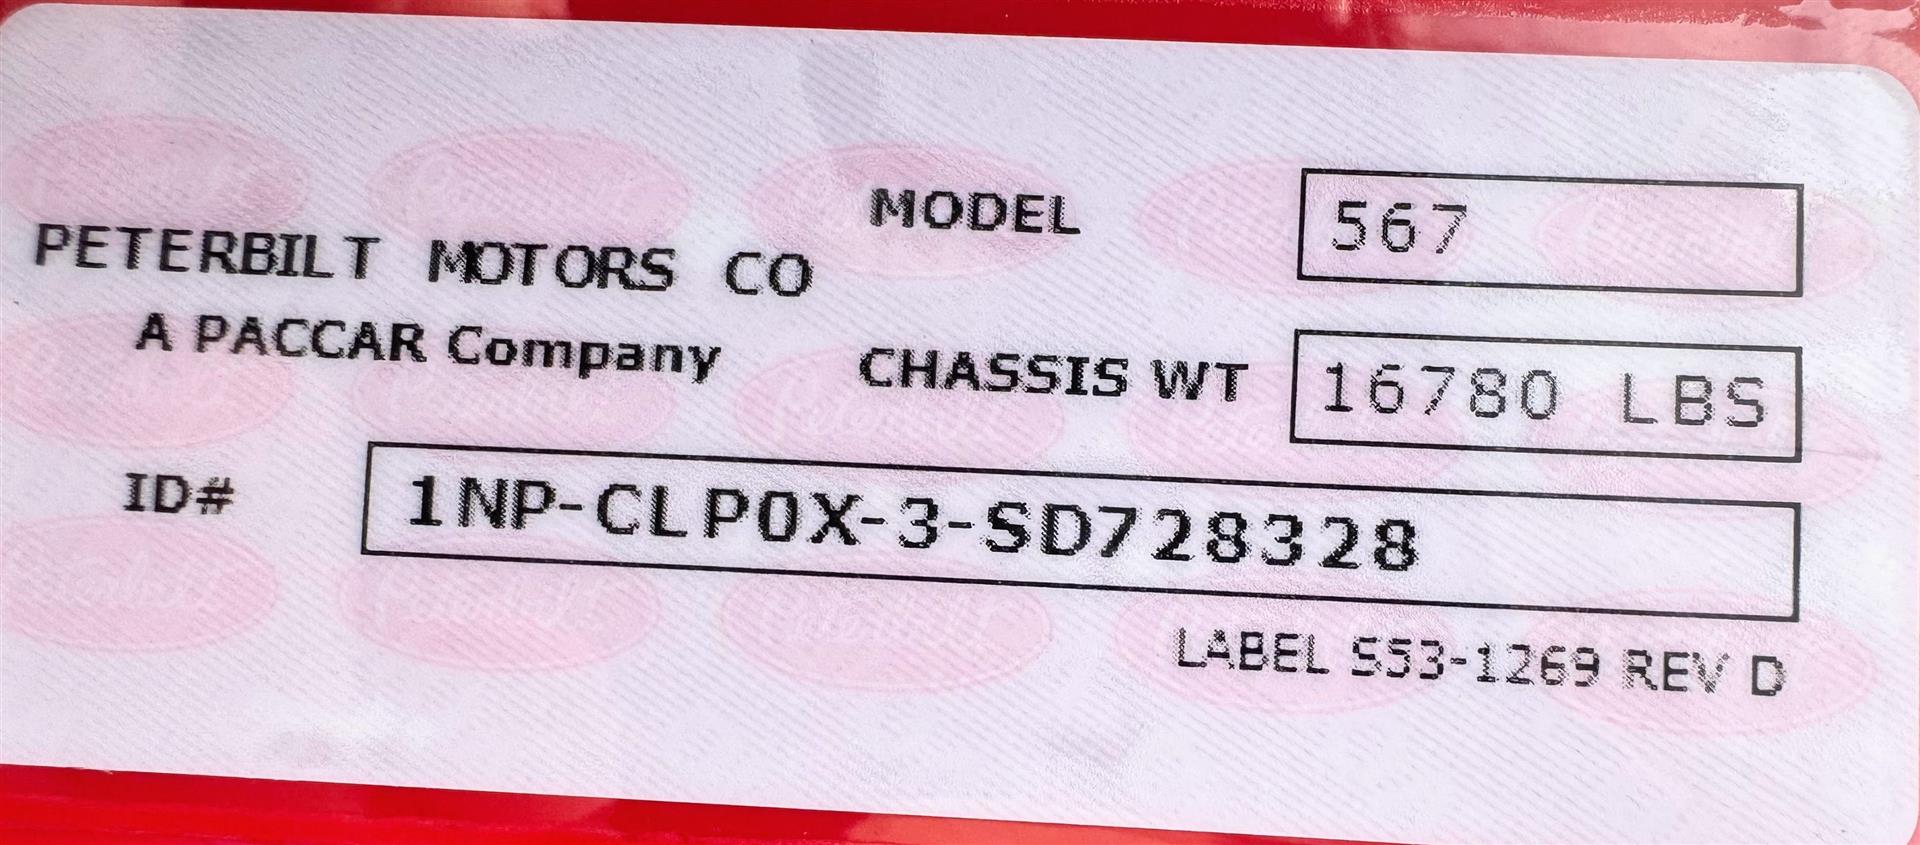 PETERBILT MOTORS CO
A PACCAR Company
MODEL 567
CHASSIS WT 16780 LBS
ID# 1NP-CLP0X-3-SD728328
LABEL S53-1269 REV D